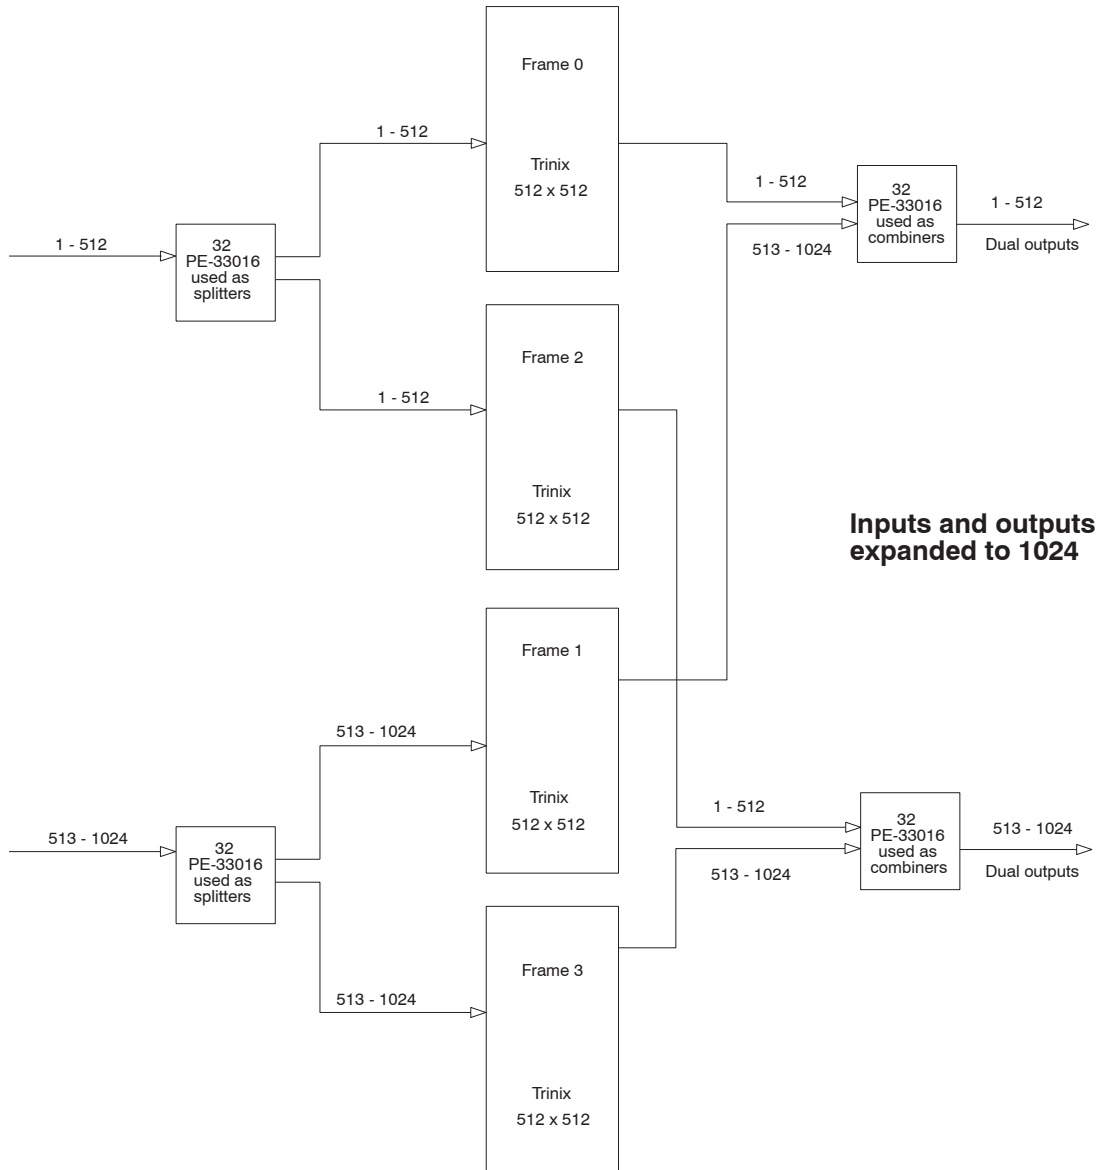 Frame 0
Trinix
512 x 512
1 - 512
1 - 512
32
PE-33016
used as
splitters
1 - 512
1 - 512
513 - 1024
32
PE-33016
used as
combiners
1 - 512
Dual outputs
Frame 2
Trinix
512 x 512
Inputs and outputs
expanded to 1024
Frame 1
Trinix
512 x 512
513 - 1024
513 - 1024
32
PE-33016
used as
splitters
513 - 1024
1 - 512
513 - 1024
32
PE-33016
used as
combiners
513 - 1024
Dual outputs
Frame 3
Trinix
512 x 512